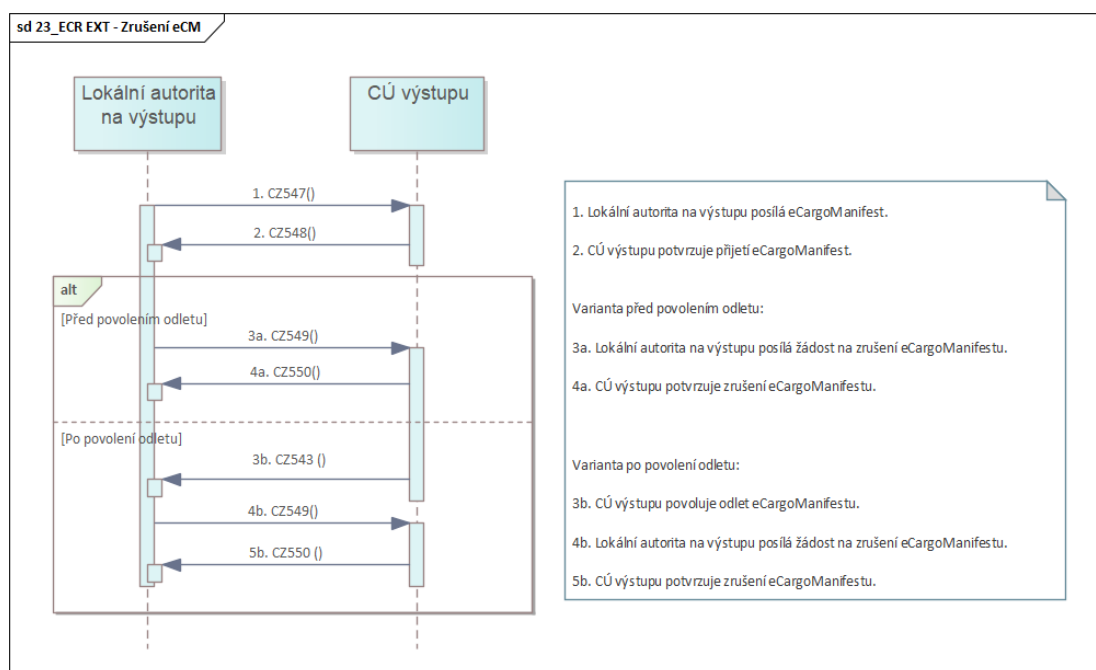 sd 23_ECR EXT - Zrušení eCM
Lokální autorita
na výstupu
CÚ výstupu
1. CZ547()
2. CZ548()
alt
[Před povolením odletu]
3a. CZ549()
4a. CZ550()
[Po povolení odletu]
3b. CZ543 ()
4b. CZ549()
5b. CZ550 ()
1. Lokální autorita na výstupu posílá eCargoManifest.
2. CÚ výstupu potvrzuje přijetí eCargoManifest.
Varianta před povolením odletu:
3a. Lokální autorita na výstupu posílá žádost na zrušení eCargoManifestu.
4a. CÚ výstupu potvrzuje zrušení eCargoManifestu.
Varianta po povolení odletu:
3b. CÚ výstupu povoluje odlet eCargoManifestu.
4b. Lokální autorita na výstupu posílá žádost na zrušení eCargoManifestu.
5b. CÚ výstupu potvrzuje zrušení eCargoManifestu.